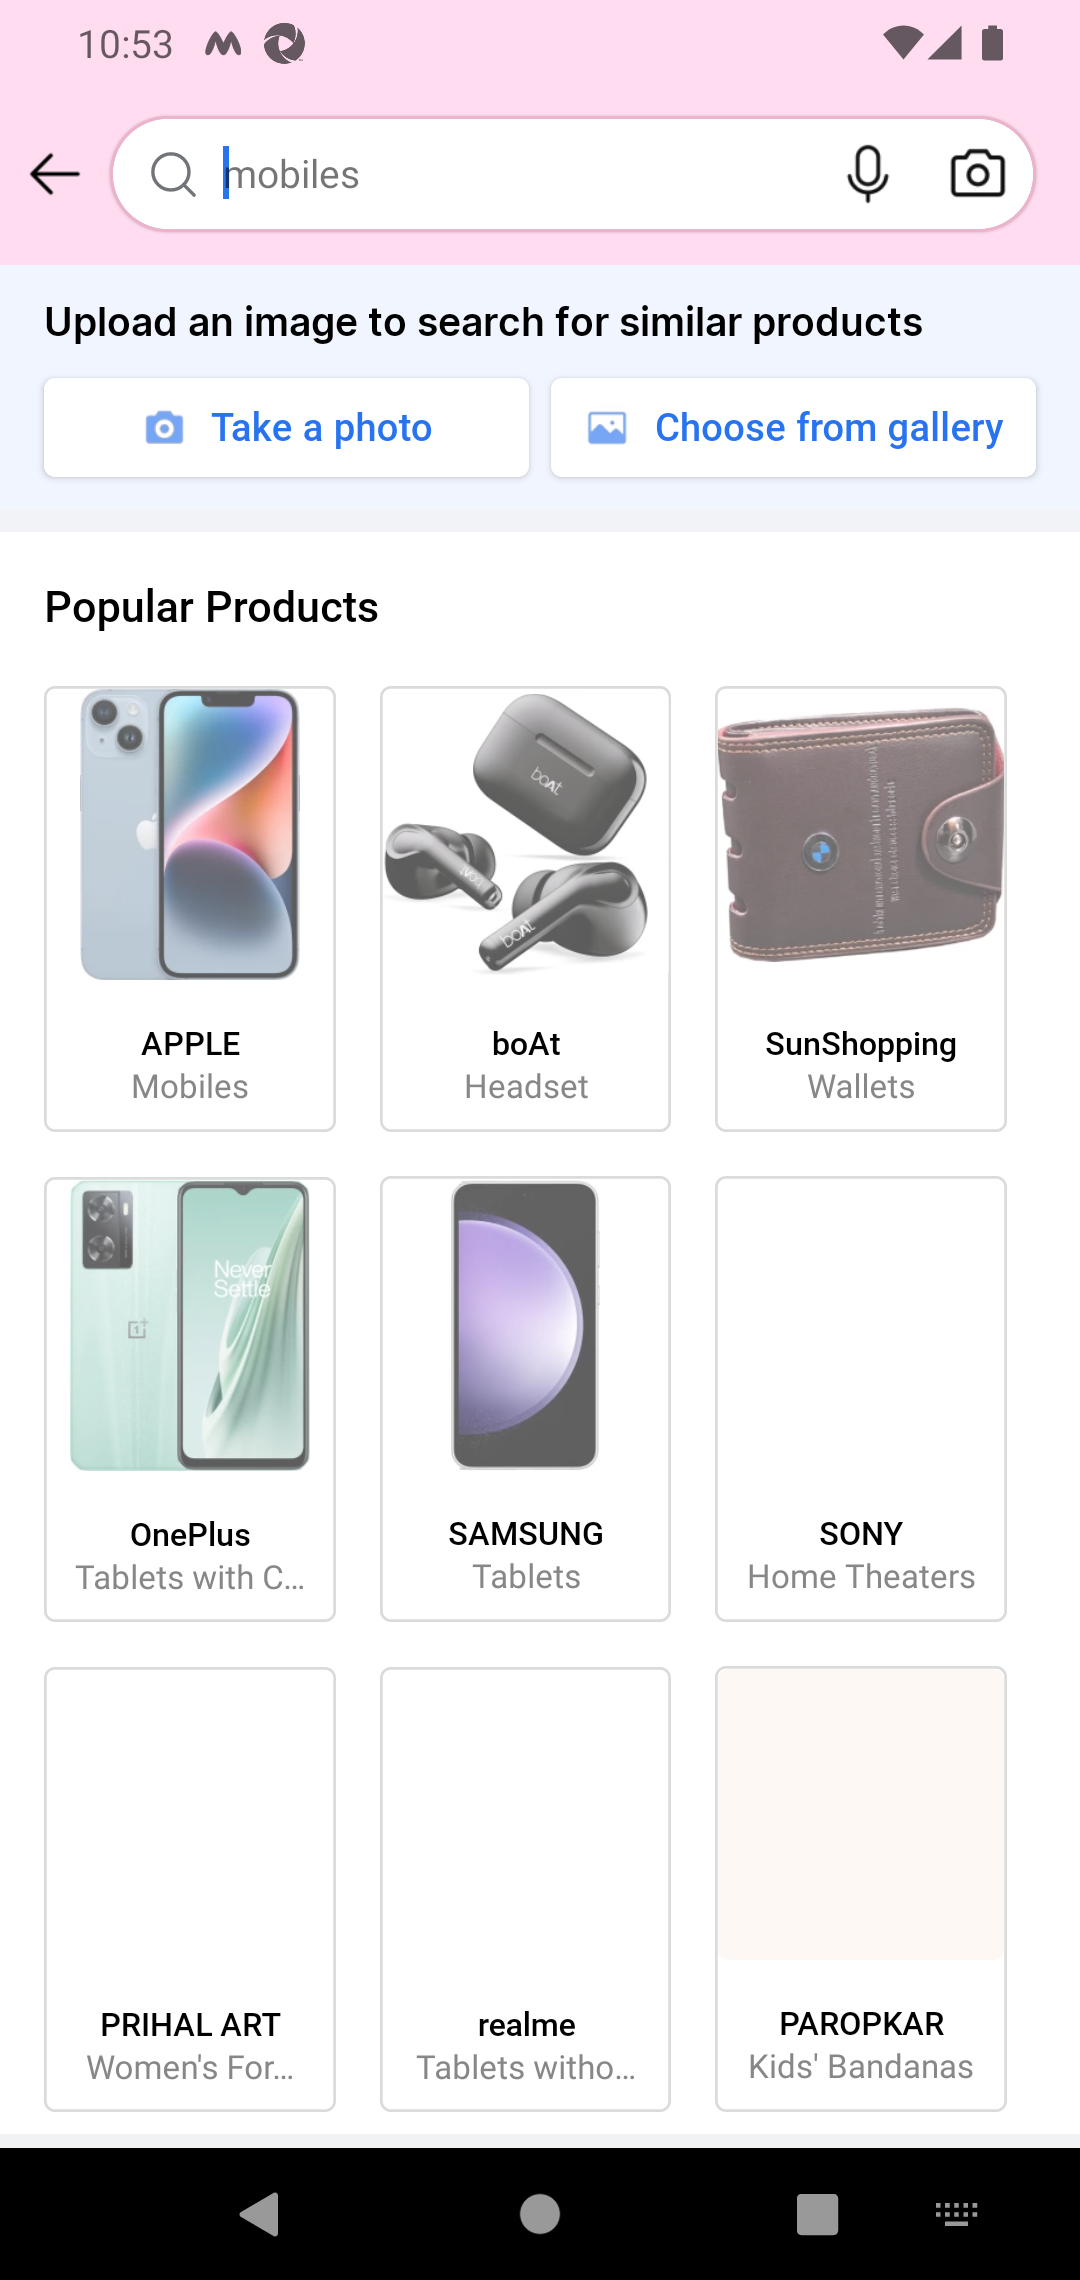 10:53
mobiles
Upload an image to search for similar products
Take a photo
Choose from gallery
Popular Products
boAt
boAt
APPLE
Mobiles
boAt
Headset
SunShopping
Wallets
Never
Settle
OnePlus
Tablets with C...
SAMSUNG
Tablets
SONY
Home Theaters
PRIHAL ART
Women's For...
realme
Tablets witho...
PAROPKAR
Kids' Bandanas